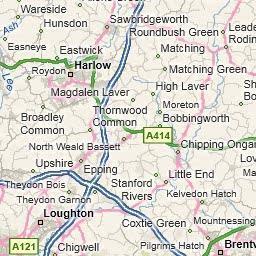 Wareside
Sawbridgeworth
Ash
Hunsdon
Roundbush Green
Easneye
Eastwick
Matching
Roydon
Harlow
Matching Green
High Laver
Magdalen Laver
Moreton
Thornwood
Common
Bobbingworth
Broadley
Common
A414
North Weald Bassett
Chipping Ongar
Upshire
Epping
Little End
Theydon Bois
Stanford
Rivers
Kelvedon Hatch
Theydon Garnon
Loughton
Coxtie Green
Mountnessing
A121
Chigwell
Pilgrims Hatch